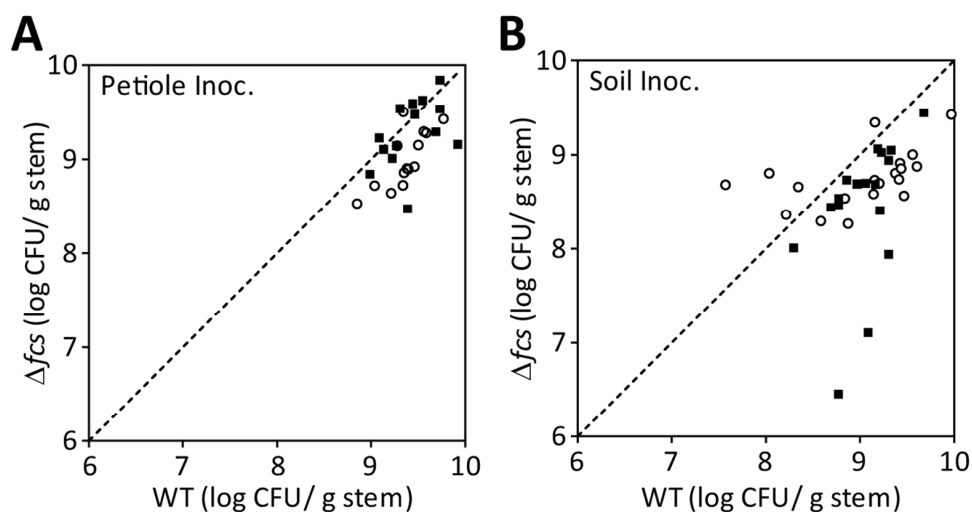 A
Petiole Inoc.
10
9
8
7
6
Δfcs (log CFU/ g stem)
6 7 8 9 10
WT (log CFU/ g stem)
B
Soil Inoc.
10
9
8
7
6
Δfcs (log CFU/ g stem)
6 7 8 9 10
WT (log CFU/ g stem)